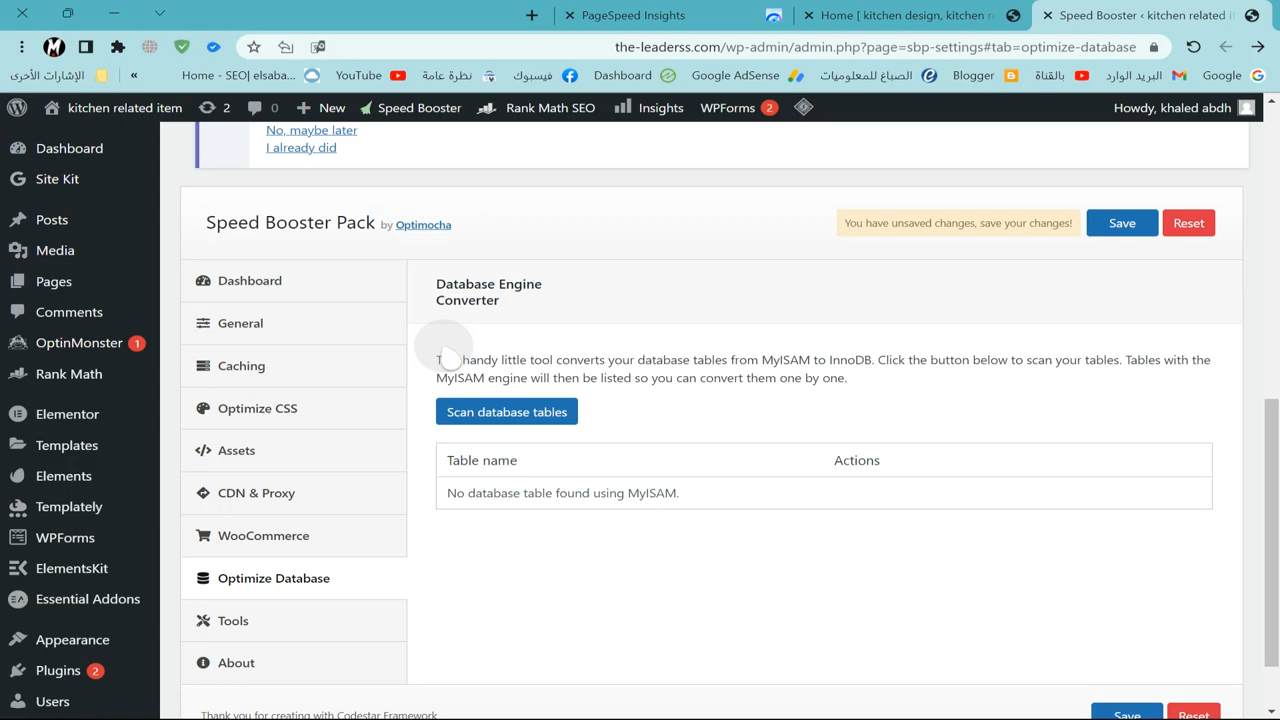 PageSpeed Insights
Home [ kitchen design, kitchen r
Speed Booster ‹ kitchen related it
the-leaderss.com/wp-admin/admin.php?page=sbp-settings#tab=optimize-database
الإشارات الأخرى
«
Home - SEO| elsaba...
YouTube
نظرة عامة
فيسبوك
Dashboard
Google AdSense
الصباغ للمعلوميات
Blogger
بالقناة
البريد الوارد
Google
kitchen related item
2
0
New
Speed Booster
Rank Math SEO
Insights
WPForms 2
Howdy, khaled abdh
Dashboard
Site Kit
Posts
Media
Pages
Comments
OptinMonster 1
Rank Math
Elementor
Templates
Elements
Templately
WPForms
ElementsKit
Essential Addons
Appearance
Plugins 2
Users
No, maybe later
I already did
Speed Booster Pack by Optimocha
You have unsaved changes, save your changes!
Save
Reset
Dashboard
General
Caching
Optimize CSS
Assets
CDN & Proxy
WooCommerce
Optimize Database
Tools
About
Database Engine
Converter
handy little tool converts your database tables from MyISAM to InnoDB. Click the button below to scan your tables. Tables with the
MyISAM engine will then be listed so you can convert them one by one.
Scan database tables
Table name
Actions
No database table found using MyISAM.
Thank you for creating with Codestar Framework
Save
Reset